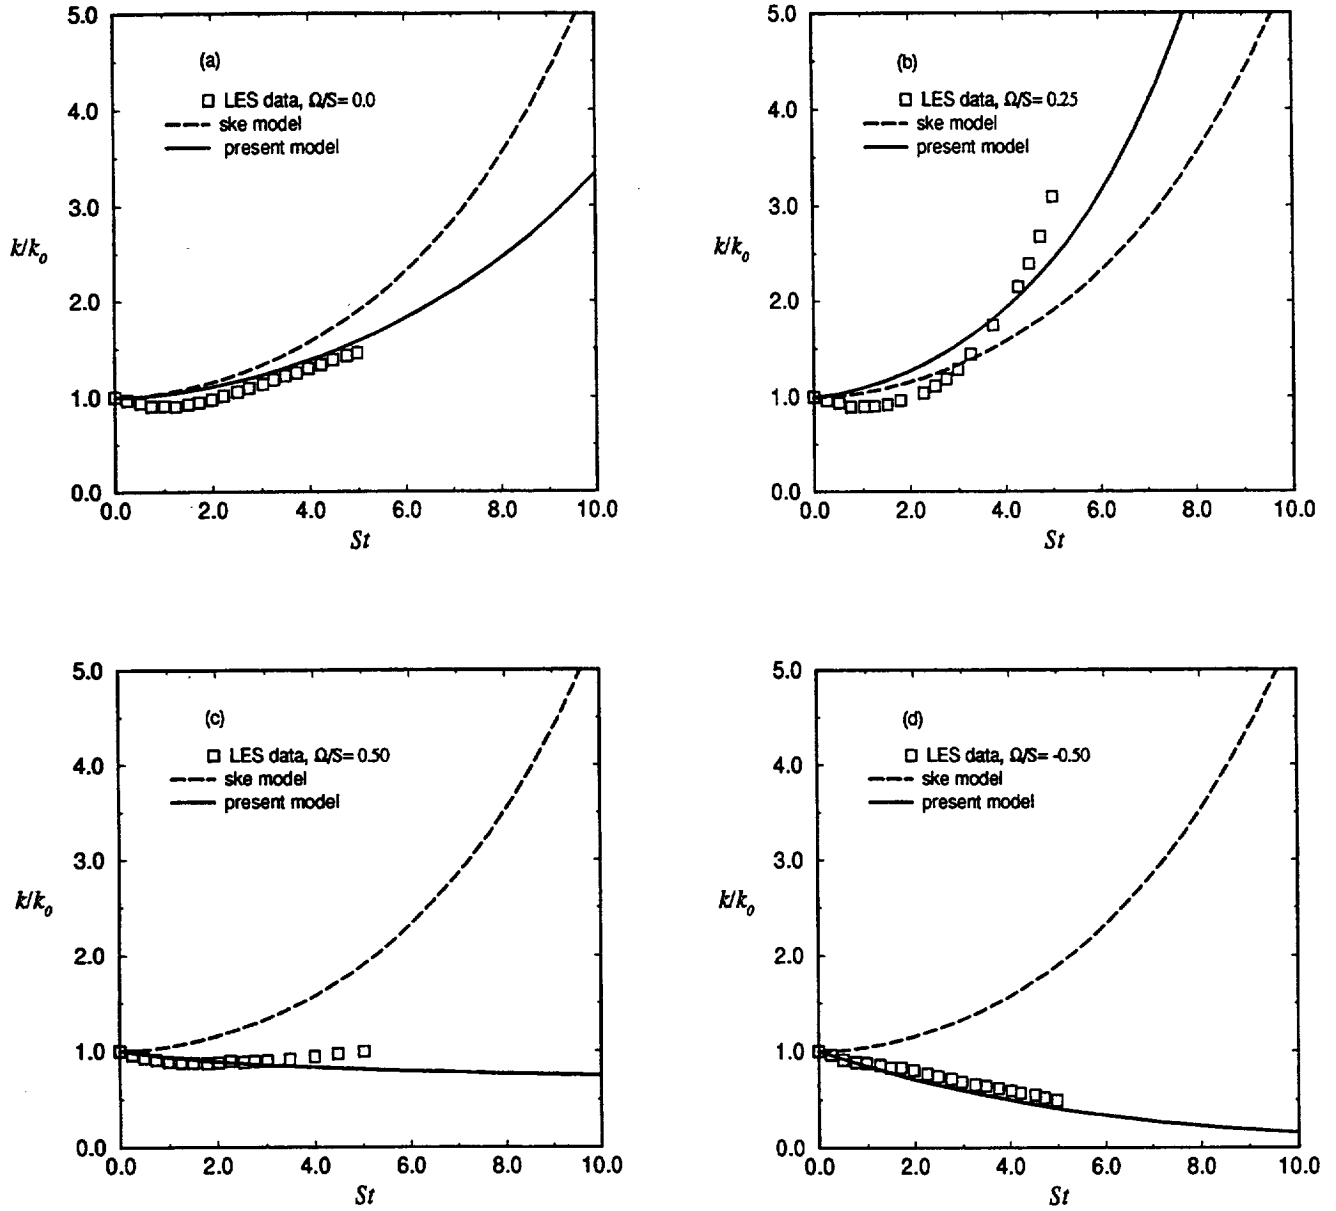 5.0
(a)
LES data, Ω/S= 0.0
4.0
ske model
present model
3.0
k/k₀
2.0
1.0
0.0
0.0 2.0 4.0 6.0 8.0 10.0
St
5.0
(b)
LES data, Ω/S= 0.25
4.0
ske model
present model
3.0
k/k₀
2.0
1.0
0.0
0.0 2.0 4.0 6.0 8.0 10.0
St
5.0
(c)
LES data, Ω/S= 0.50
4.0
ske model
present model
3.0
k/k₀
2.0
1.0
0.0
0.0 2.0 4.0 6.0 8.0 10.0
St
5.0
(d)
LES data, Ω/S= -0.50
4.0
ske model
present model
3.0
k/k₀
2.0
1.0
0.0
0.0 2.0 4.0 6.0 8.0 10.0
St